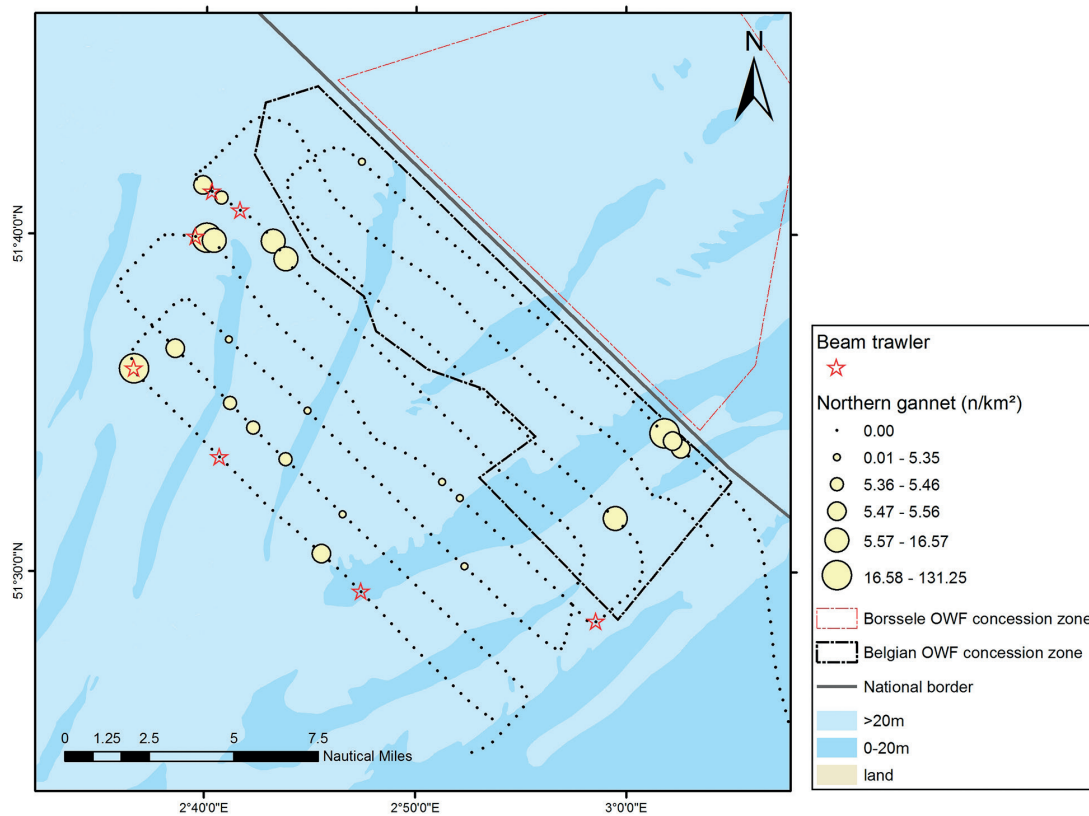 N
51°40'0"N
51°30'0"N
0 1.25 2.5 5 7.5
Nautical Miles
2°40'0"E 2°50'0"E 3°0'0"E
Beam trawler
Northern gannet (n/km²)
0.00
0.01 - 5.35
5.36 - 5.46
5.47 - 5.56
5.57 - 16.57
16.58 - 131.25
Borssele OWF concession zone
Belgian OWF concession zone
National border
>20m
0-20m
land